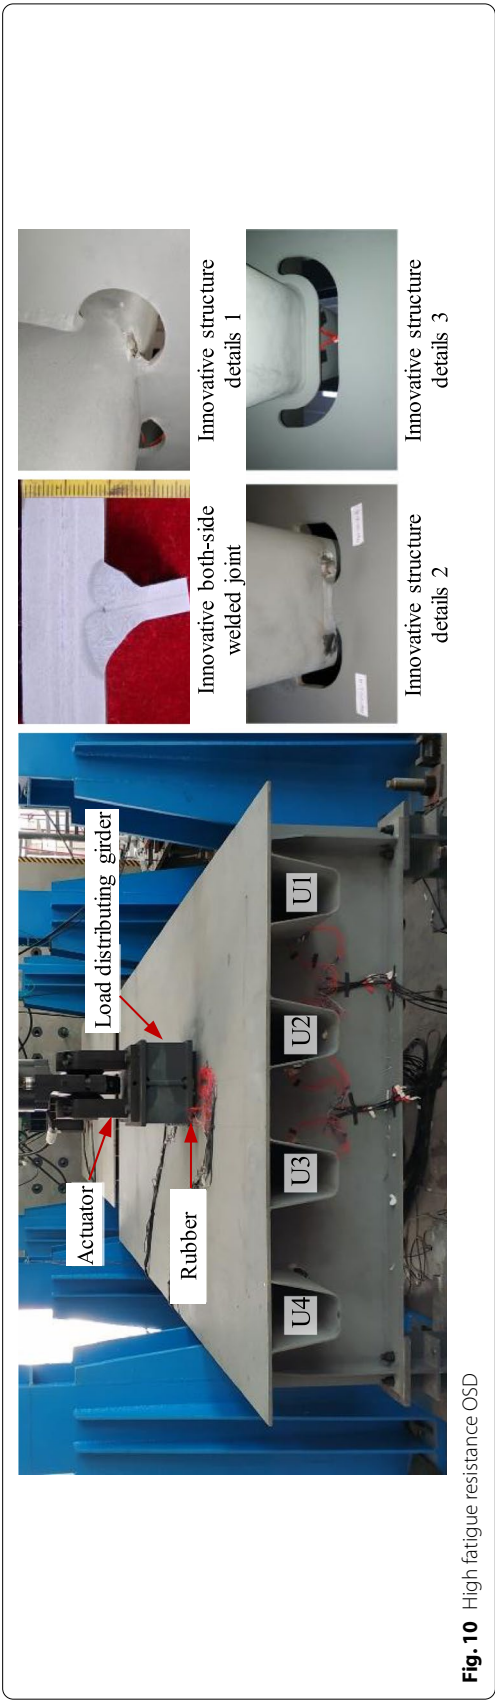 Actuator
Load distributing girder
Rubber
U4
U3
U2
U1
Innovative both-side
welded joint
Innovative structure
details 1
Innovative structure
details 2
Innovative structure
details 3
Fig. 10 High fatigue resistance OSD